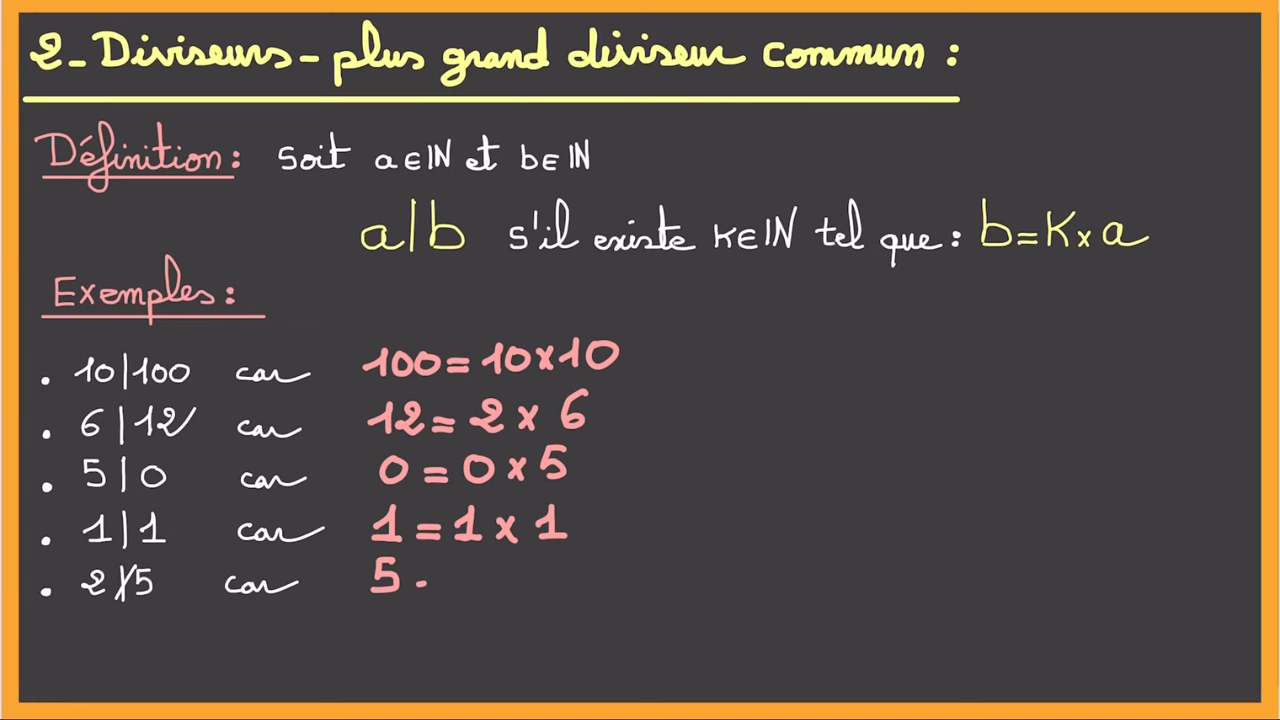 2_Diviseurs - plus grand diviseur commun :
Définition : Soit a∈ℕ et b∈ℕ
a|b s'il existe K∈ℕ tel que : b=K×a
Exemples :
. 10|100 car 100=10×10
. 6|12 car 12=2×6
. 5|0 car 0=0×5
. 1|1 car 1=1×1
. 2∤5 car 5 -